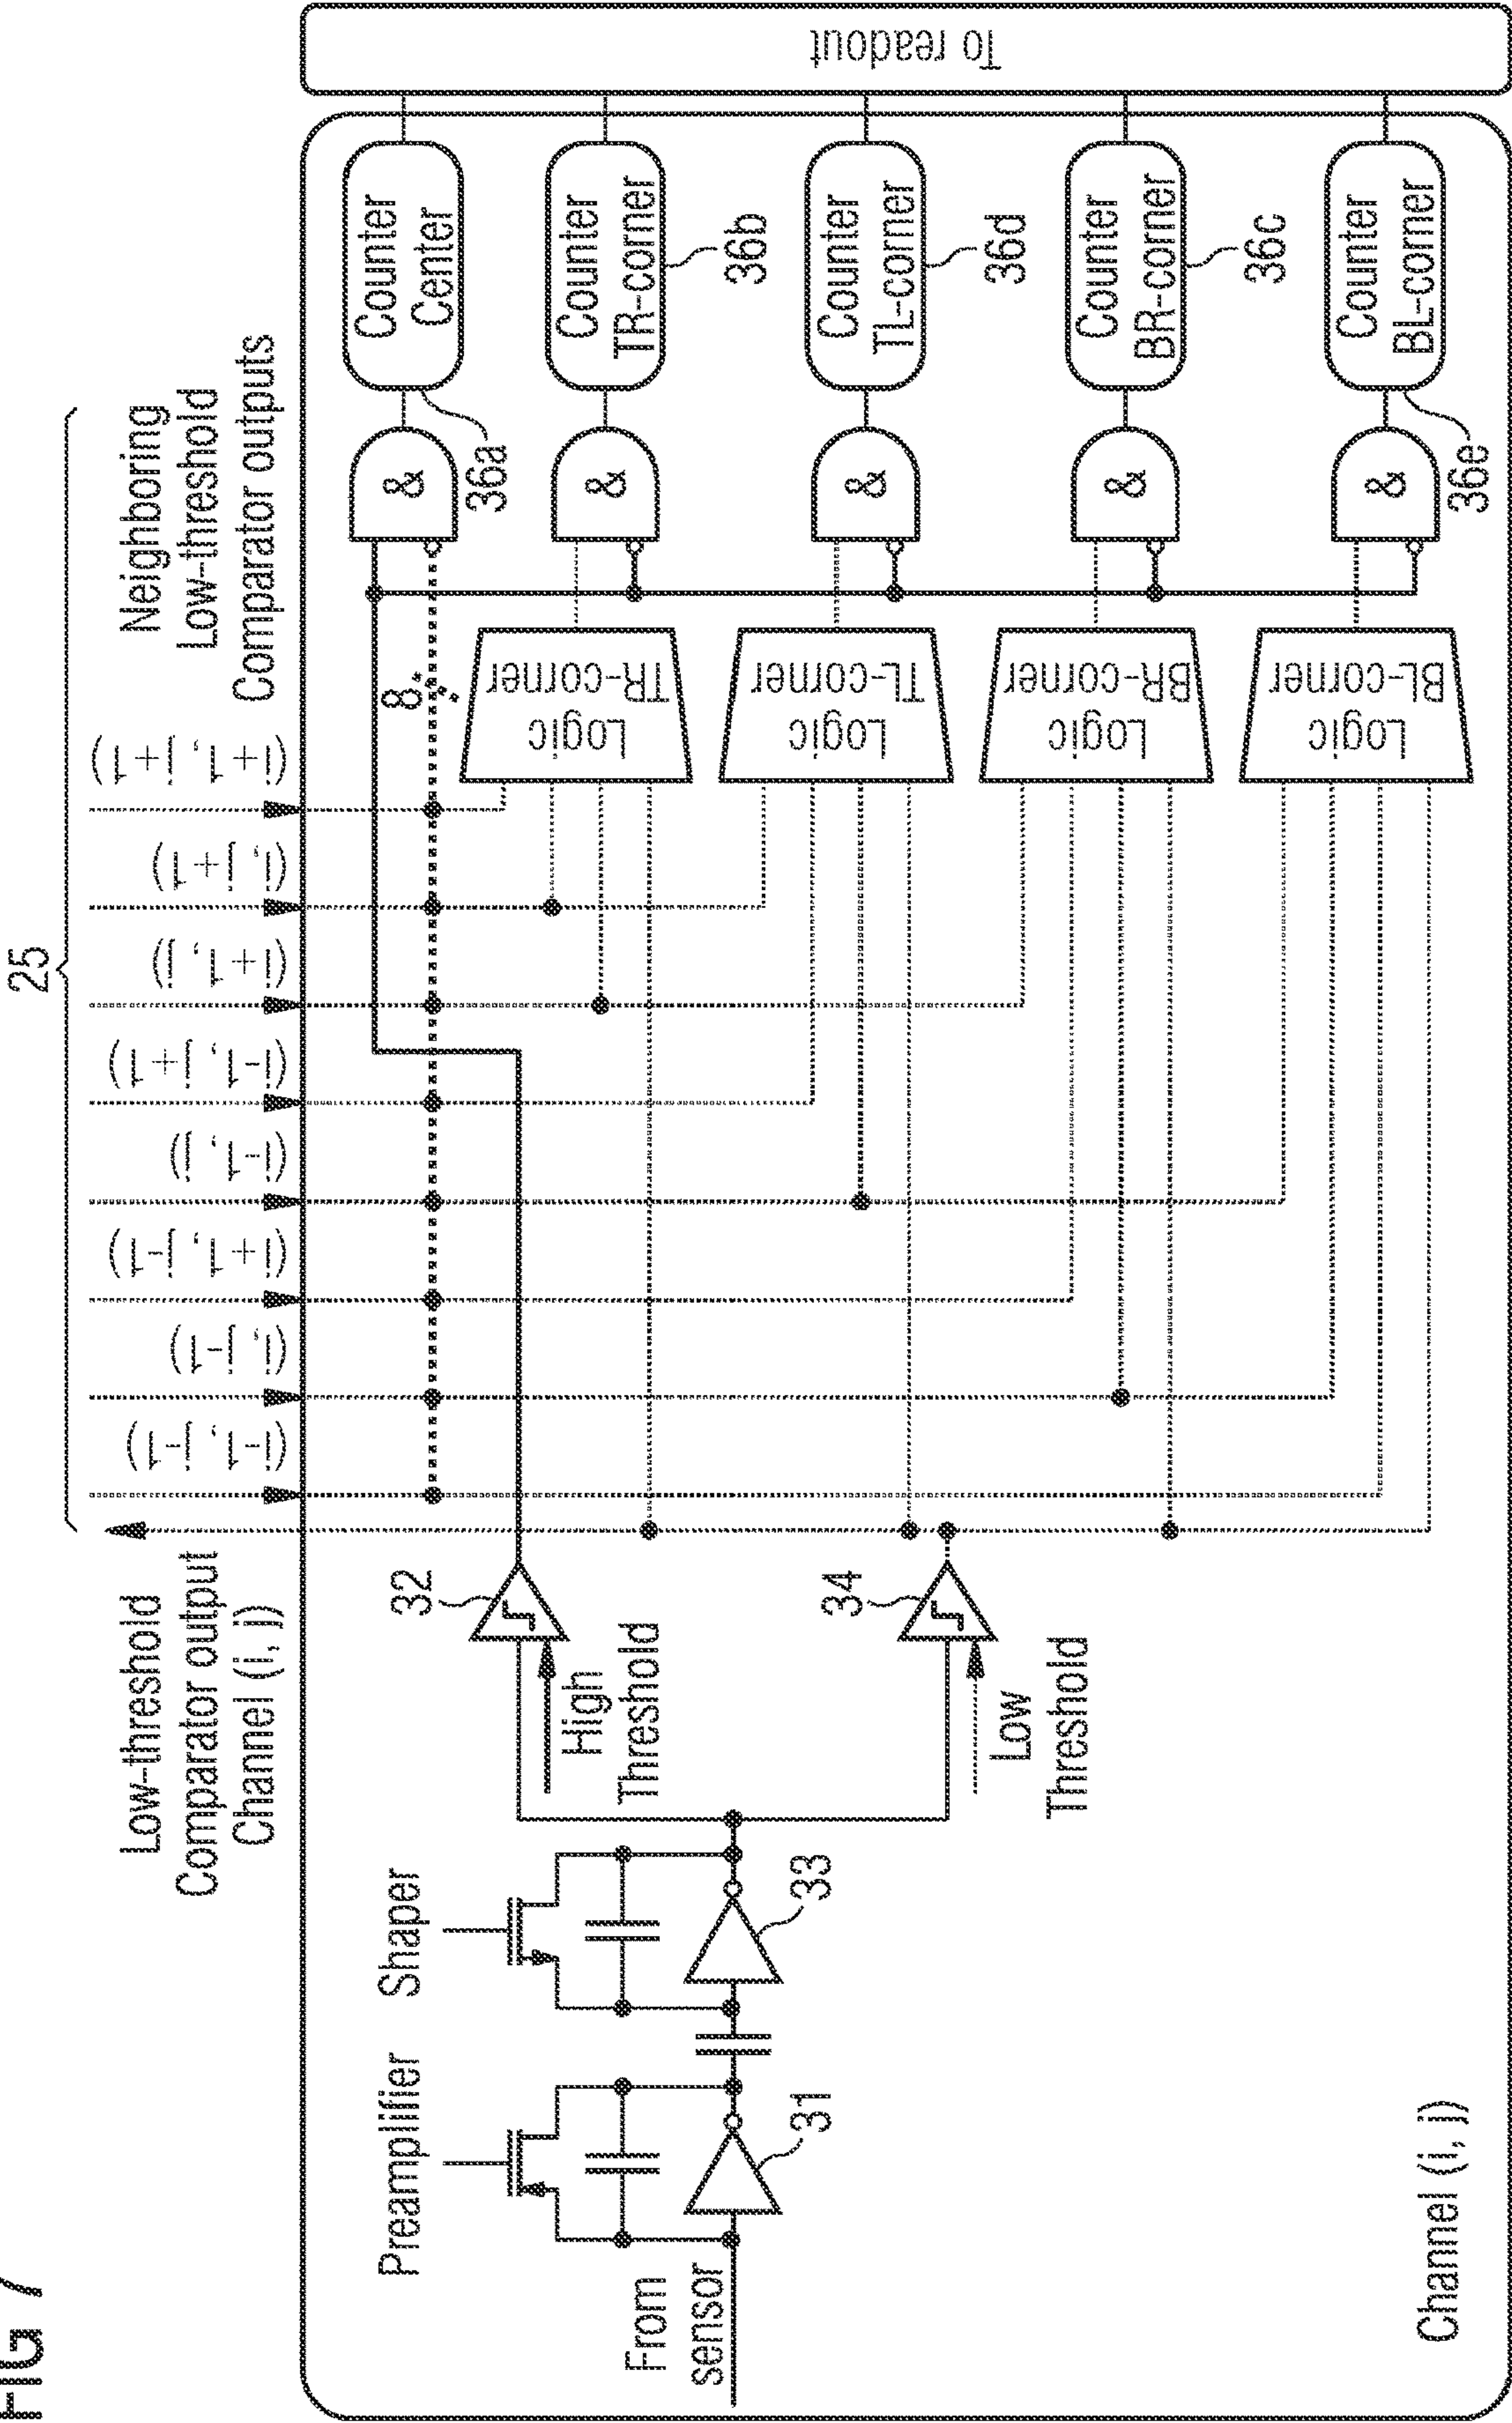 FIG 7
25
Low-threshold
Comparator output
Channel (i, j)
Neighboring
Low-threshold
Comparator outputs
(i-1, j-1)
(i, j-1)
(i+1, j-1)
(i-1, j)
(i-1, j+1)
(i+1, j)
(i, j+1)
(i+1, j+1)
Preamplifier
Shaper
32
8
36a
&
Counter
Center
High
Threshold
Logic
TR-corner
&
Counter
TR-corner
36b
From
sensor
31
33
34
Logic
TL-corner
&
Counter
TL-corner
36d
To readout
Low
Threshold
Logic
BR-corner
&
Counter
BR-corner
36c
Logic
BL-corner
&
Counter
BL-corner
36e
Channel (i, j)